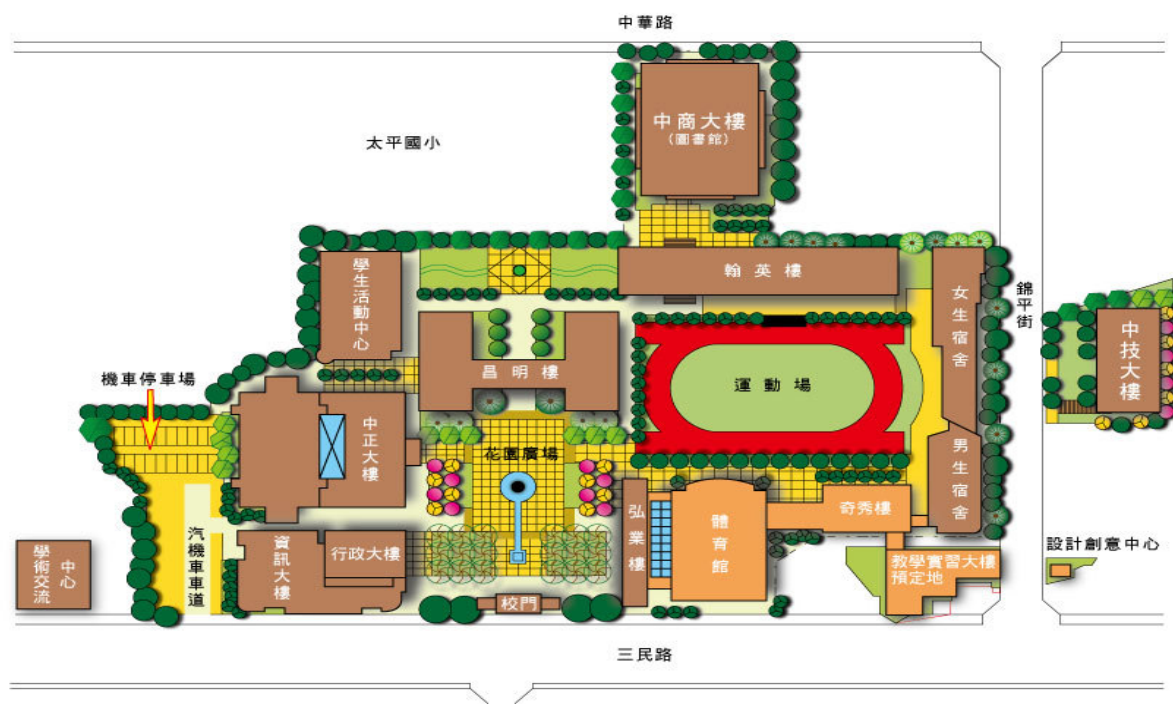 中華路
中商大樓
（圖書館）
太平國小
翰英樓
學生活動中心
女生宿舍
錦平街
中技大樓
昌明樓
運動場
機車停車場
中正大樓
花園廣場
男生宿舍
弘業樓
體育館
奇秀樓
汽機車車道
資訊大樓
行政大樓
學術交流
中心
設計創意中心
教學實習大樓
預定地
校門
三民路